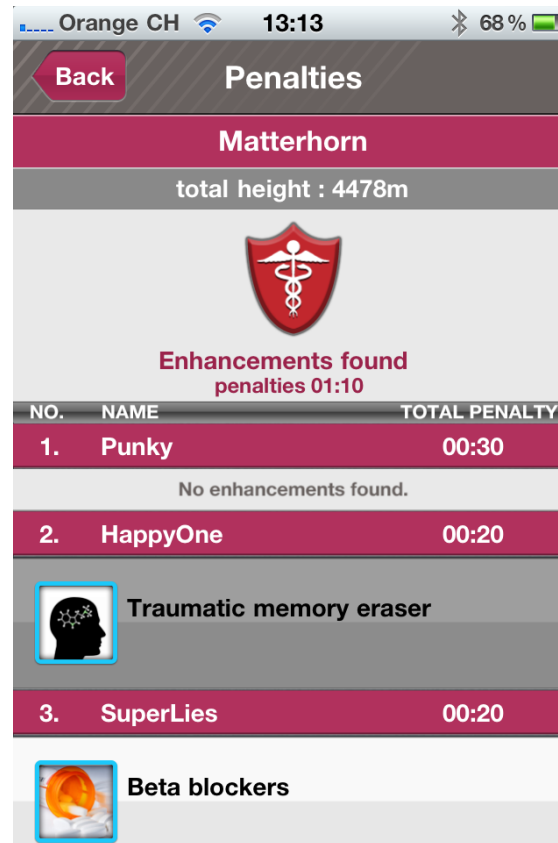 Orange CH 13:13 68 %
Back Penalties
Matterhorn
total height : 4478m
Enhancements found
penalties 01:10
NO. NAME TOTAL PENALTY
1. Punky 00:30
No enhancements found.
2. HappyOne 00:20
Traumatic memory eraser
3. SuperLies 00:20
Beta blockers